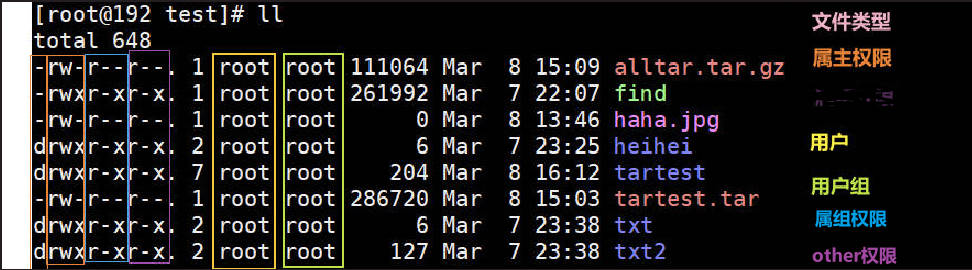 [root@192 test]# ll
total 648
-rw-r--r--. 1 root root 111064 Mar 8 15:09 alltar.tar.gz
-rwxr-xr-x. 1 root root 261992 Mar 7 22:07 find
-rw-r--r--. 1 root root 0 Mar 8 13:46 haha.jpg
drwxr-xr-x. 2 root root 6 Mar 7 23:25 heihei
drwxr-xr-x. 7 root root 204 Mar 8 16:12 tartest
-rw-r--r--. 1 root root 286720 Mar 8 15:03 tartest.tar
drwxr-xr-x. 2 root root 6 Mar 7 23:38 txt
drwxr-xr-x. 2 root root 127 Mar 7 23:38 txt2
文件类型
属主权限
用户
用户组
属组权限
other权限